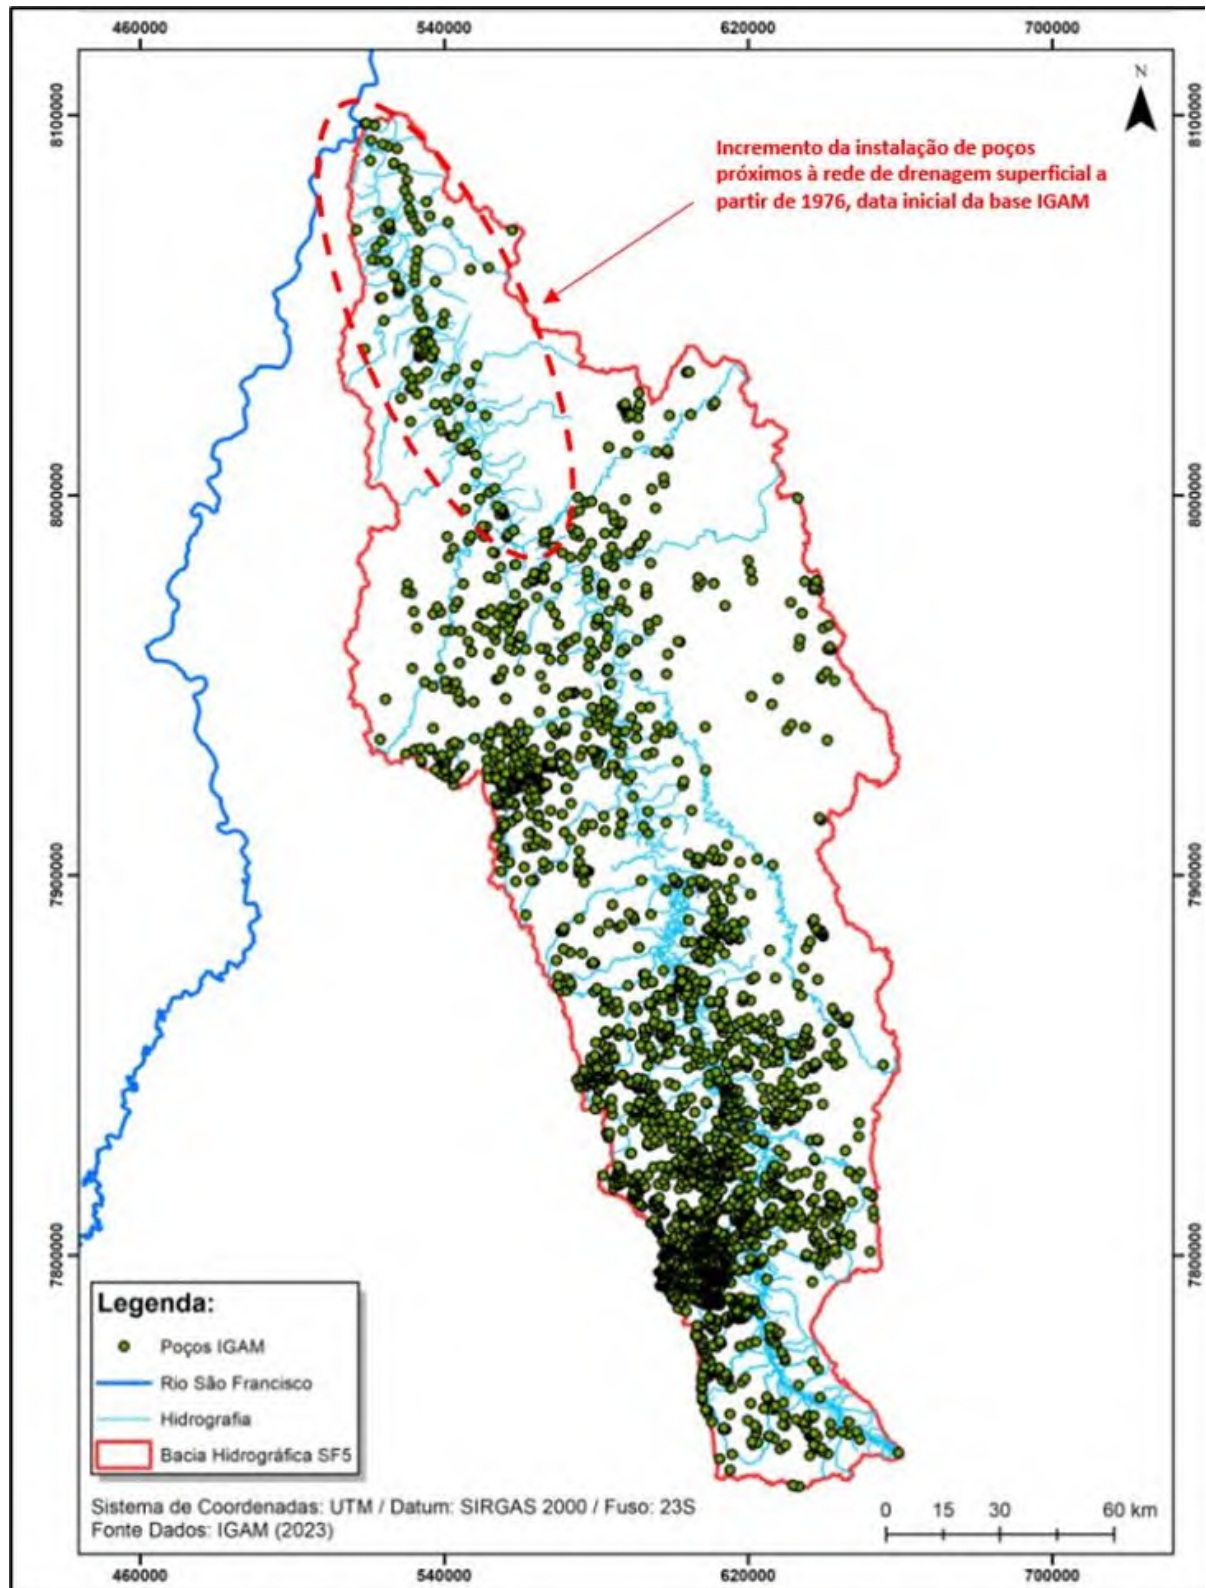 460000 540000 620000 700000
8100000 8100000
N
Incremento da instalação de poços
próximos à rede de drenagem superficial a
partir de 1976, data inicial da base IGAM
8000000 8000000
7900000 7900000
7800000 7800000
Legenda:
Poços IGAM
Rio São Francisco
Hidrografia
Bacia Hidrográfica SF5
Sistema de Coordenadas: UTM / Datum: SIRGAS 2000 / Fuso: 23S
Fonte Dados: IGAM (2023)
0 15 30 60 km
460000 540000 620000 700000